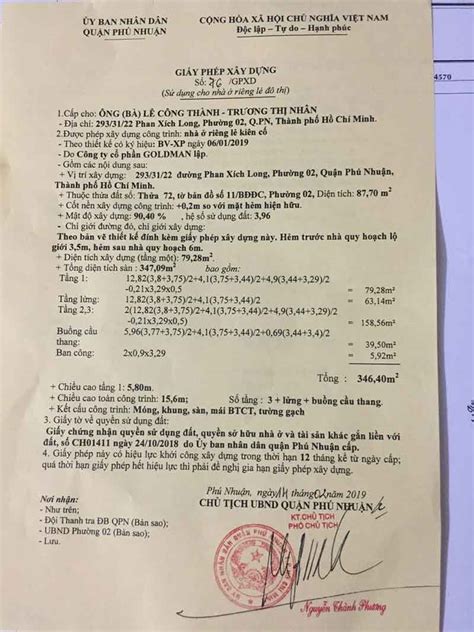 ỦY BAN NHÂN DÂN
QUẬN PHÚ NHUẬN
CỘNG HÒA XÃ HỘI CHỦ NGHĨA VIỆT NAM
Độc lập – Tự do – Hạnh phúc
4570
GIẤY PHÉP XÂY DỰNG
Số: 76 /GPXD
(Sử dụng cho nhà ở riêng lẻ đô thị)
1.Cấp cho: ÔNG (BÀ) LÊ CÔNG THÀNH - TRƯƠNG THỊ NHÂN
- Địa chỉ: 293/31/22 Phan Xích Long, Phường 02, Q.PN, Thành phố Hồ Chí Minh.
2.Được phép xây dựng công trình: nhà ở riêng lẻ kiên cố
- Theo thiết kế có ký hiệu: BV-XP ngày 06/01/2019
- Do Công ty cổ phần GOLDMAN lập.
- Gồm các nội dung sau:
+ Vị trí xây dựng: 293/31/22 đường Phan Xích Long, Phường 02, Quận Phú Nhuận,
Thành phố Hồ Chí Minh.
+ Thuộc thửa đất số: Thửa 72, tờ bản đồ số 11/BĐĐC, Phường 02, Diện tích: 87,70 m²
+ Cốt nền xây dựng công trình: +0,2m so với mặt hẻm hiện hữu.
+ Mật độ xây dựng: 90,40 % , hệ số sử dụng đất: 3,96
- Chỉ giới đường đỏ, chỉ giới xây dựng:
Theo bản vẽ thiết kế đính kèm giấy phép xây dựng này. Hẻm trước nhà quy hoạch lộ
giới 3,5m, hẻm sau nhà quy hoạch 6m.
+ Diện tích xây dựng (tầng một): 79,28m².
+ Tổng diện tích sàn : 347,09m² bao gồm:
Tầng 1: 12,82(3,8+3,75)/2+4,1(3,75+3,44)/2+4,9(3,44+3,29)/2
-0,21x3,29x0,5) = 79,28m²
Tầng lửng: 12,82(3,8+3,75)/2+4,1(3,75+3,44)/2 = 63,14m²
Tầng 2,3: 2(12,82(3,8+3,75)/2+4,1(3,75+3,44)/2+4,9(3,44+3,29)/2
-0,21x3,29x0,5) = 158,56m²
Buồng cầu 5,96(3,77+3,75)/2+4,1(3,75+3,44)/2+0,69(3,44+3,4)/2
thang: = 39,50m²
Ban công: 2x0,9x3,29 = 5,92m²
Tổng : 346,40m²
+ Chiều cao tầng 1: 5,80m.
+ Chiều cao toàn công trình: 15,6m; Số tầng : 3 + lửng + buồng cầu thang.
+ Kết cấu công trình: Móng, khung, sàn, mái BTCT, tường gạch
3. Giấy tờ về quyền sử dụng đất:
Giấy chứng nhận quyền sử dụng đất, quyền sở hữu nhà ở và tài sản khác gắn liền với
đất, số CH01411 ngày 24/10/2018 do Ủy ban nhân dân quận Phú Nhuận cấp.
4. Giấy phép này có hiệu lực khởi công xây dựng trong thời hạn 12 tháng kể từ ngày cấp;
quá thời hạn giấy phép hết hiệu lực thì phải đề nghị gia hạn giấy phép xây dựng.
Phú Nhuận, ngày 14 tháng 02 năm 2019
Nơi nhận:
- Như trên;
- Đội Thanh tra ĐB QPN (Bản sao);
- UBND Phường 02 (Bản sao);
- Lưu.
CHỦ TỊCH UBND QUẬN PHÚ NHUẬN
KT.CHỦ TỊCH
PHÓ CHỦ TỊCH
Nguyễn Thành Phương